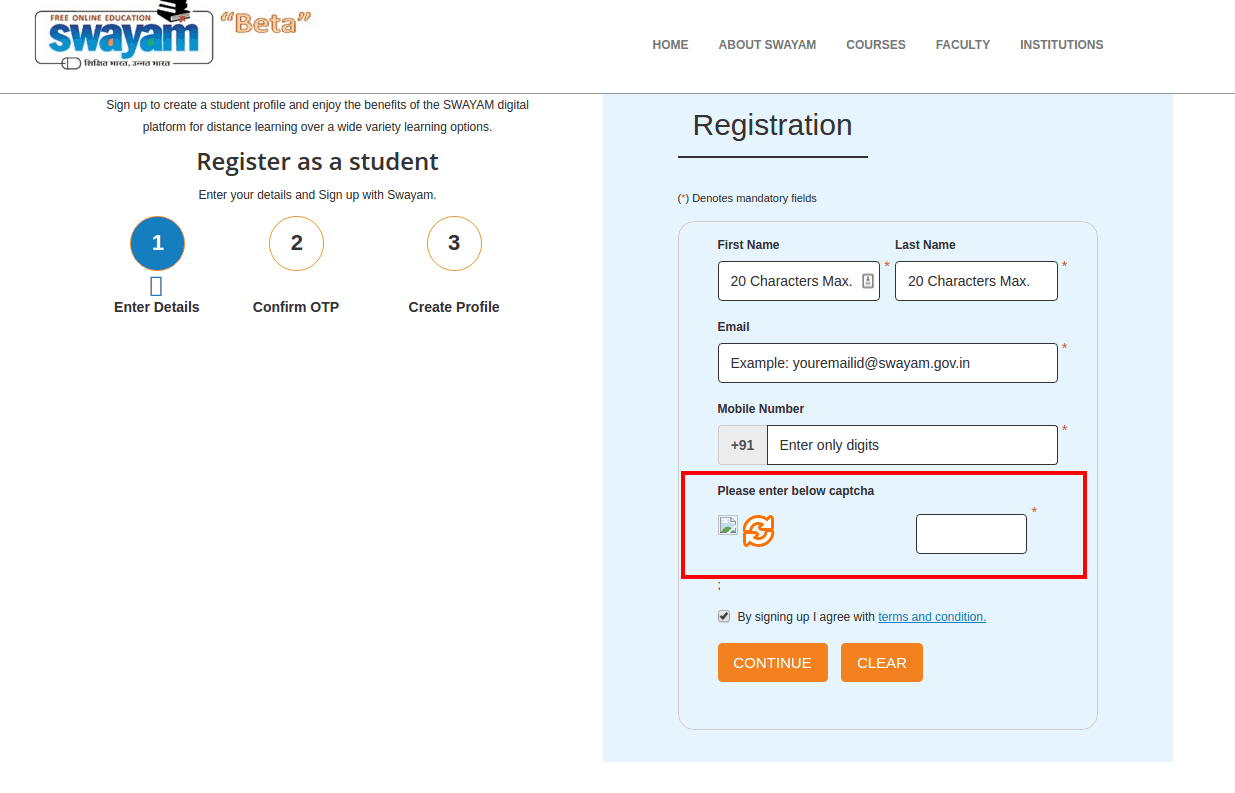 FREE ONLINE EDUCATION
swayam
शिक्षित भारत, उन्नत भारत
“Beta”
HOME ABOUT SWAYAM COURSES FACULTY INSTITUTIONS
Sign up to create a student profile and enjoy the benefits of the SWAYAM digital
platform for distance learning over a wide variety learning options.
Register as a student
Enter your details and Sign up with Swayam.
1 2 3
Enter Details Confirm OTP Create Profile
Registration
(*) Denotes mandatory fields
First Name Last Name
20 Characters Max. * 20 Characters Max. *
Email
Example: youremailid@swayam.gov.in *
Mobile Number
+91 Enter only digits *
Please enter below captcha
*
;
By signing up I agree with terms and condition.
CONTINUE CLEAR